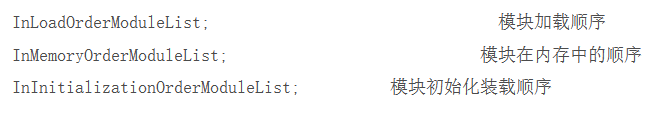 InLoadOrderModuleList; 模块加载顺序
InMemoryOrderModuleList; 模块在内存中的顺序
InInitializationOrderModuleList; 模块初始化装载顺序